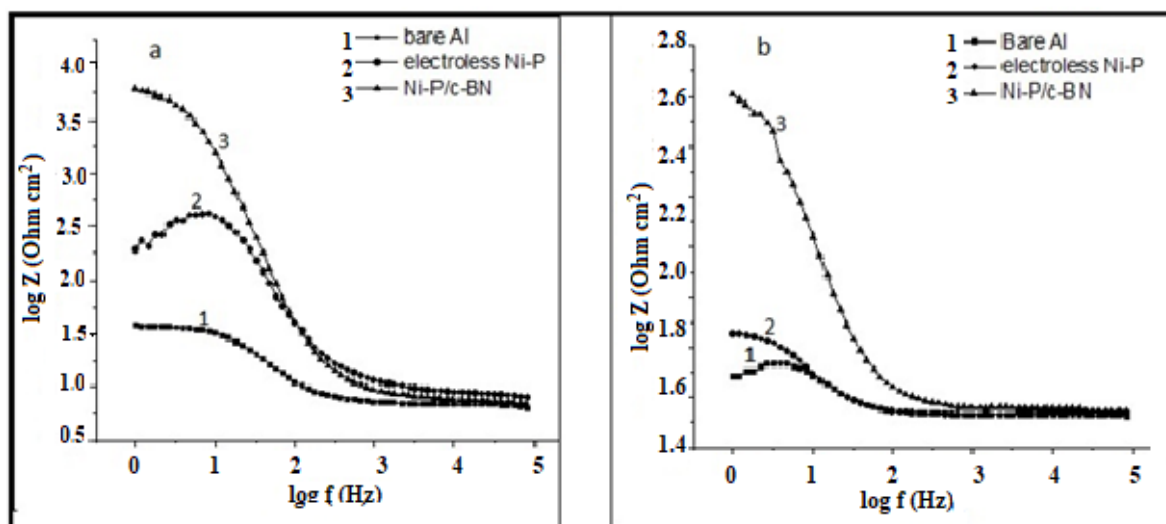 a
1 bare Al
2 electroless Ni-P
3 Ni-P/c-BN
4.0
3.5
3.0
2.5
2.0
1.5
1.0
0.5
log Z (Ohm cm²)
3
2
1
0 1 2 3 4 5
log f (Hz)
b
1 Bare Al
2 electroless Ni-P
3 Ni-P/c-BN
2.8
2.6
2.4
2.2
2.0
1.8
1.6
1.4
log Z (Ohm cm²)
3
2
1
0 1 2 3 4 5
log f (Hz)